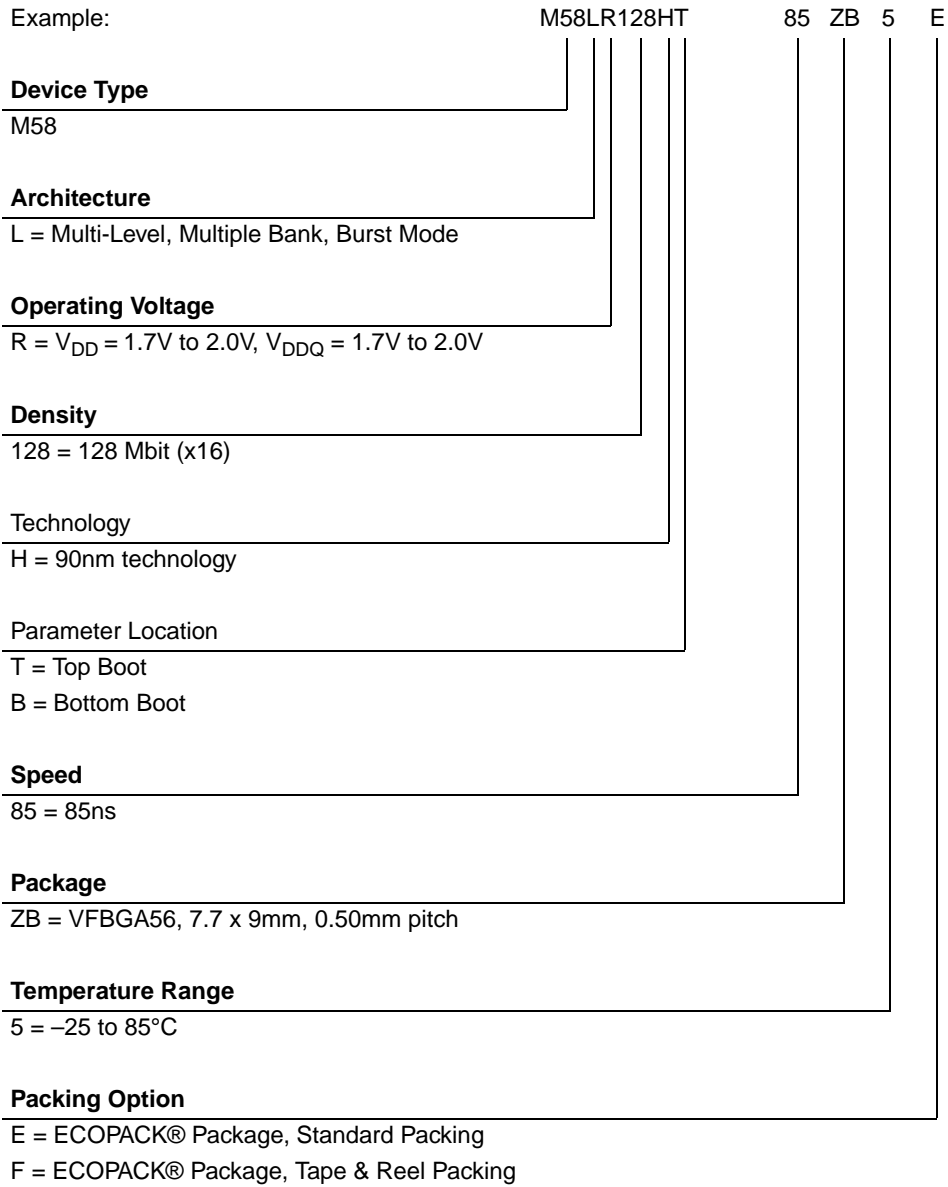 Example: M58LR128HT 85 ZB 5 E
Device Type
M58
Architecture
L = Multi-Level, Multiple Bank, Burst Mode
Operating Voltage
R = VDD = 1.7V to 2.0V, VDDQ = 1.7V to 2.0V
Density
128 = 128 Mbit (x16)
Technology
H = 90nm technology
Parameter Location
T = Top Boot
B = Bottom Boot
Speed
85 = 85ns
Package
ZB = VFBGA56, 7.7 x 9mm, 0.50mm pitch
Temperature Range
5 = –25 to 85°C
Packing Option
E = ECOPACK® Package, Standard Packing
F = ECOPACK® Package, Tape & Reel Packing